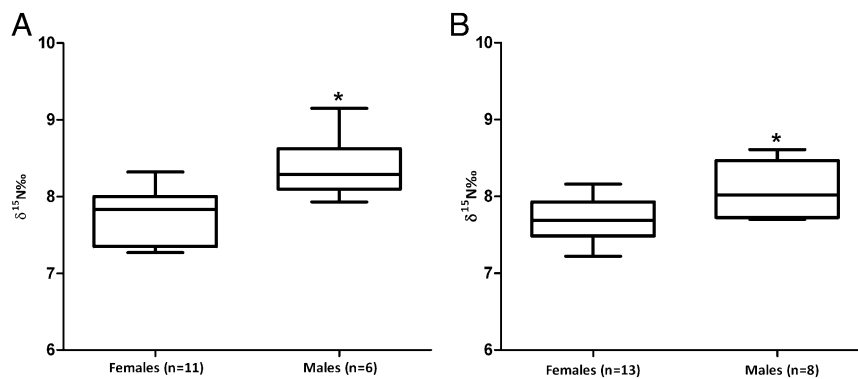 A
10
9
8
7
6
δ¹⁵N‰
*
Females (n=11)
Males (n=6)
B
10
9
8
7
6
δ¹⁵N‰
*
Females (n=13)
Males (n=8)